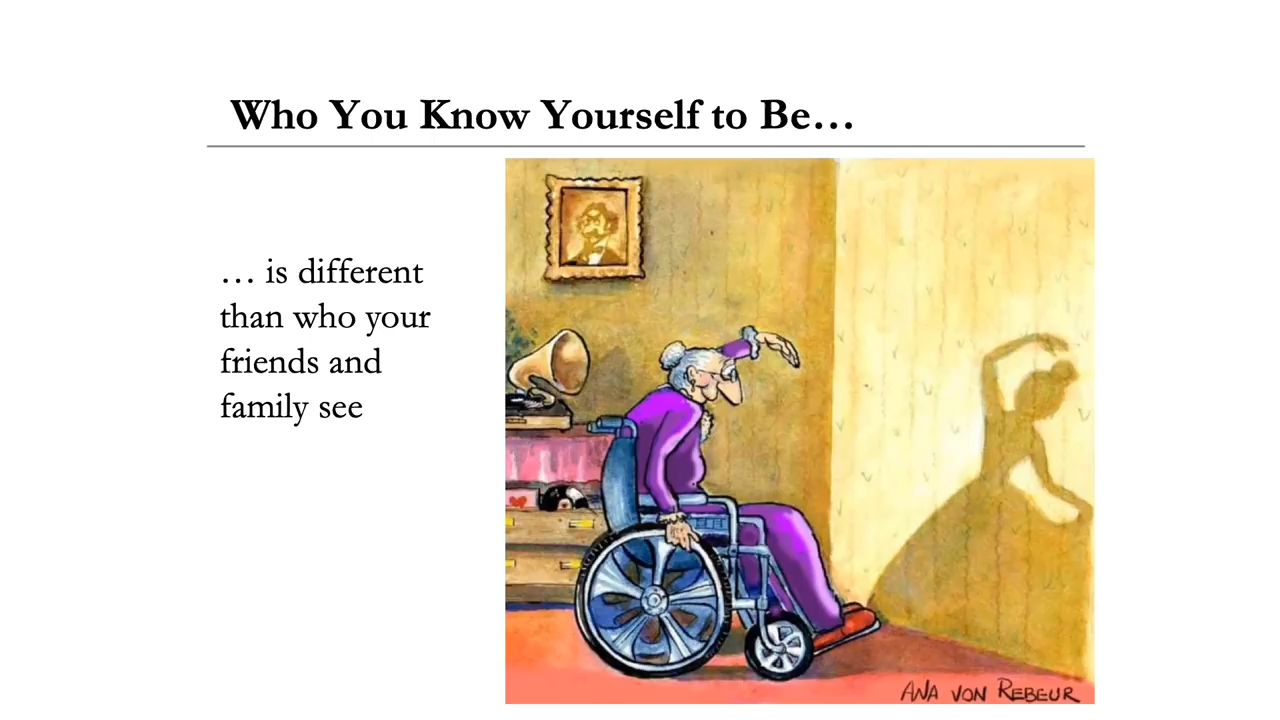 Who You Know Yourself to Be…
… is different
than who your
friends and
family see
ANA VON REBEUR